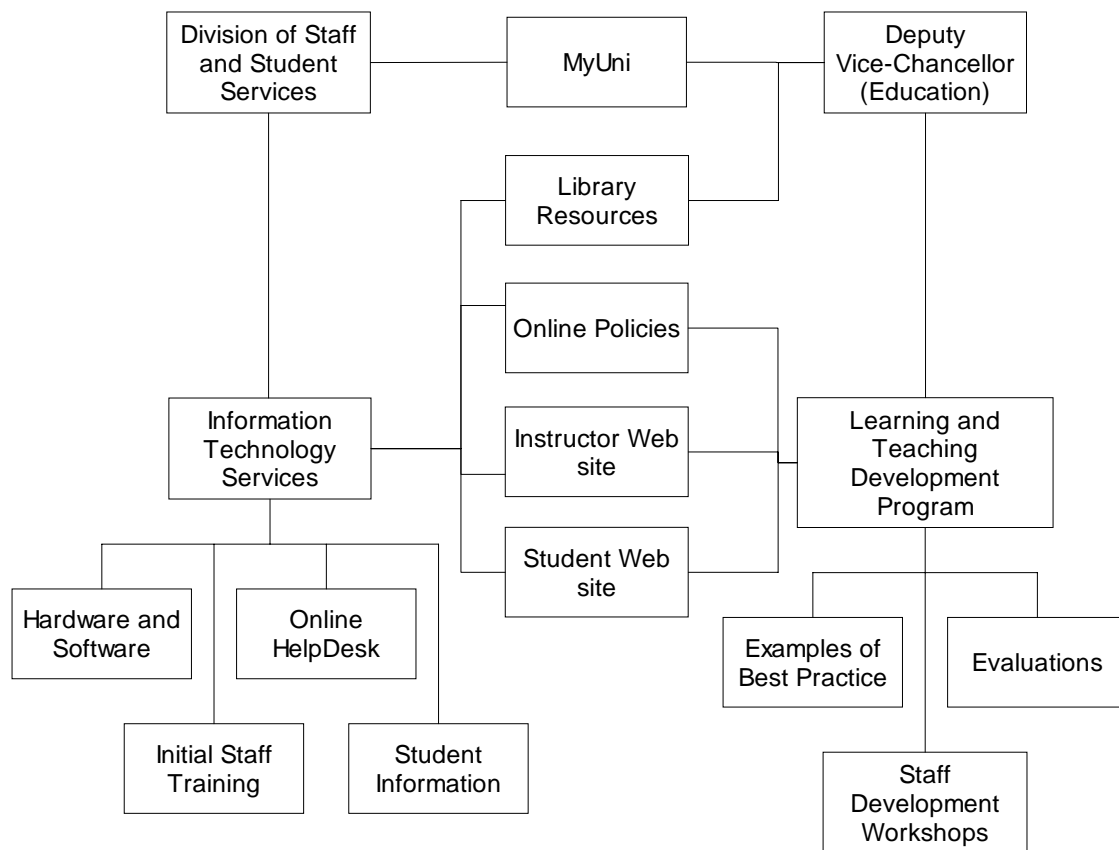 Division of Staff
and Student
Services
MyUni
Deputy
Vice-Chancellor
(Education)
Library
Resources
Online Policies
Information
Technology
Services
Instructor Web
site
Learning and
Teaching
Development
Program
Student Web
site
Hardware and
Software
Online
HelpDesk
Examples of
Best Practice
Evaluations
Initial Staff
Training
Student
Information
Staff
Development
Workshops